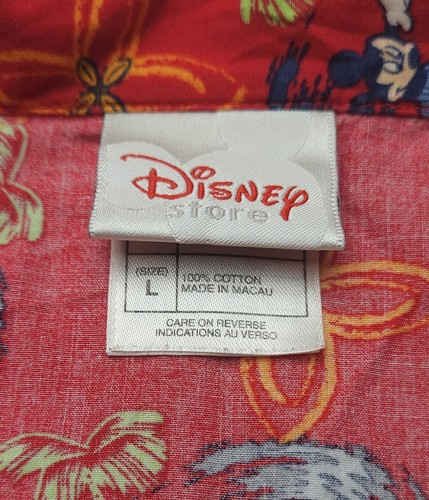 Disney
store
(SIZE)
L
100% COTTON
MADE IN MACAU
CARE ON REVERSE
INDICATIONS AU VERSO